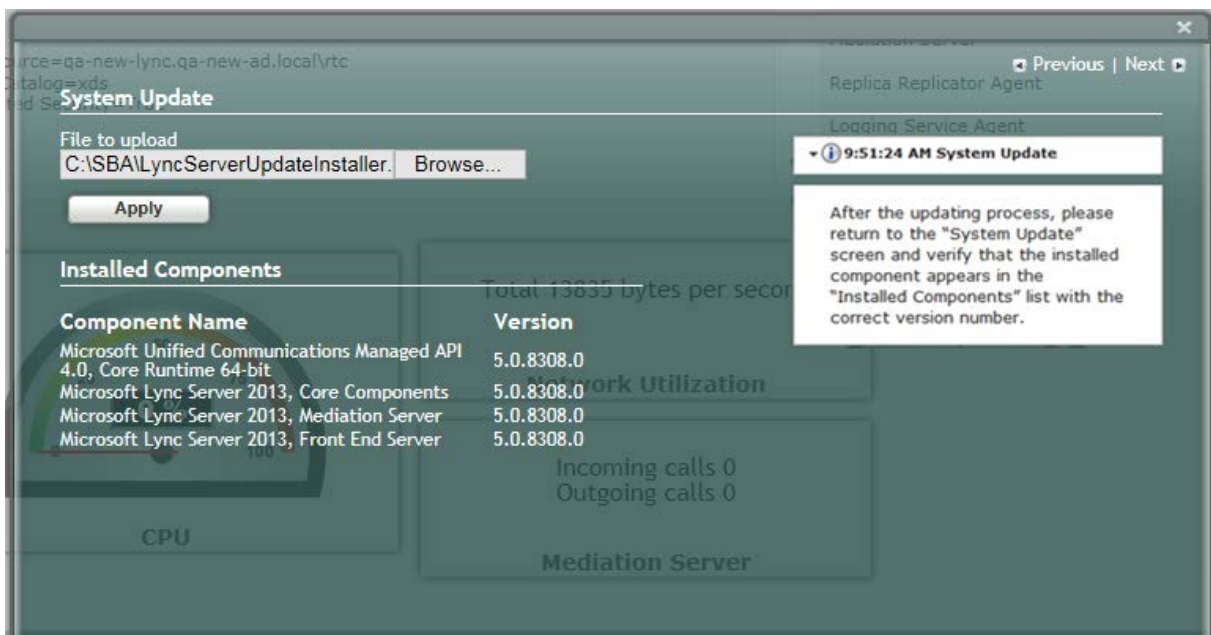 urce=qa-new-lync.qa-new-ad.local\rtc
Mediation Server
Previous | Next
Catalog=xds
Replica Replicator Agent
System Update
Logging Service Agent
File to upload
C:\SBA\LyncServerUpdateInstaller. Browse...
9:51:24 AM System Update
Apply
After the updating process, please
return to the "System Update"
screen and verify that the installed
component appears in the
"Installed Components" list with the
correct version number.
Installed Components
Total 13835 bytes per secon
Component Name Version
Microsoft Unified Communications Managed API
4.0, Core Runtime 64-bit 5.0.8308.0
Network Utilization
Microsoft Lync Server 2013, Core Components 5.0.8308.0
Microsoft Lync Server 2013, Mediation Server 5.0.8308.0
Microsoft Lync Server 2013, Front End Server 5.0.8308.0
100
Incoming calls 0
Outgoing calls 0
CPU
Mediation Server